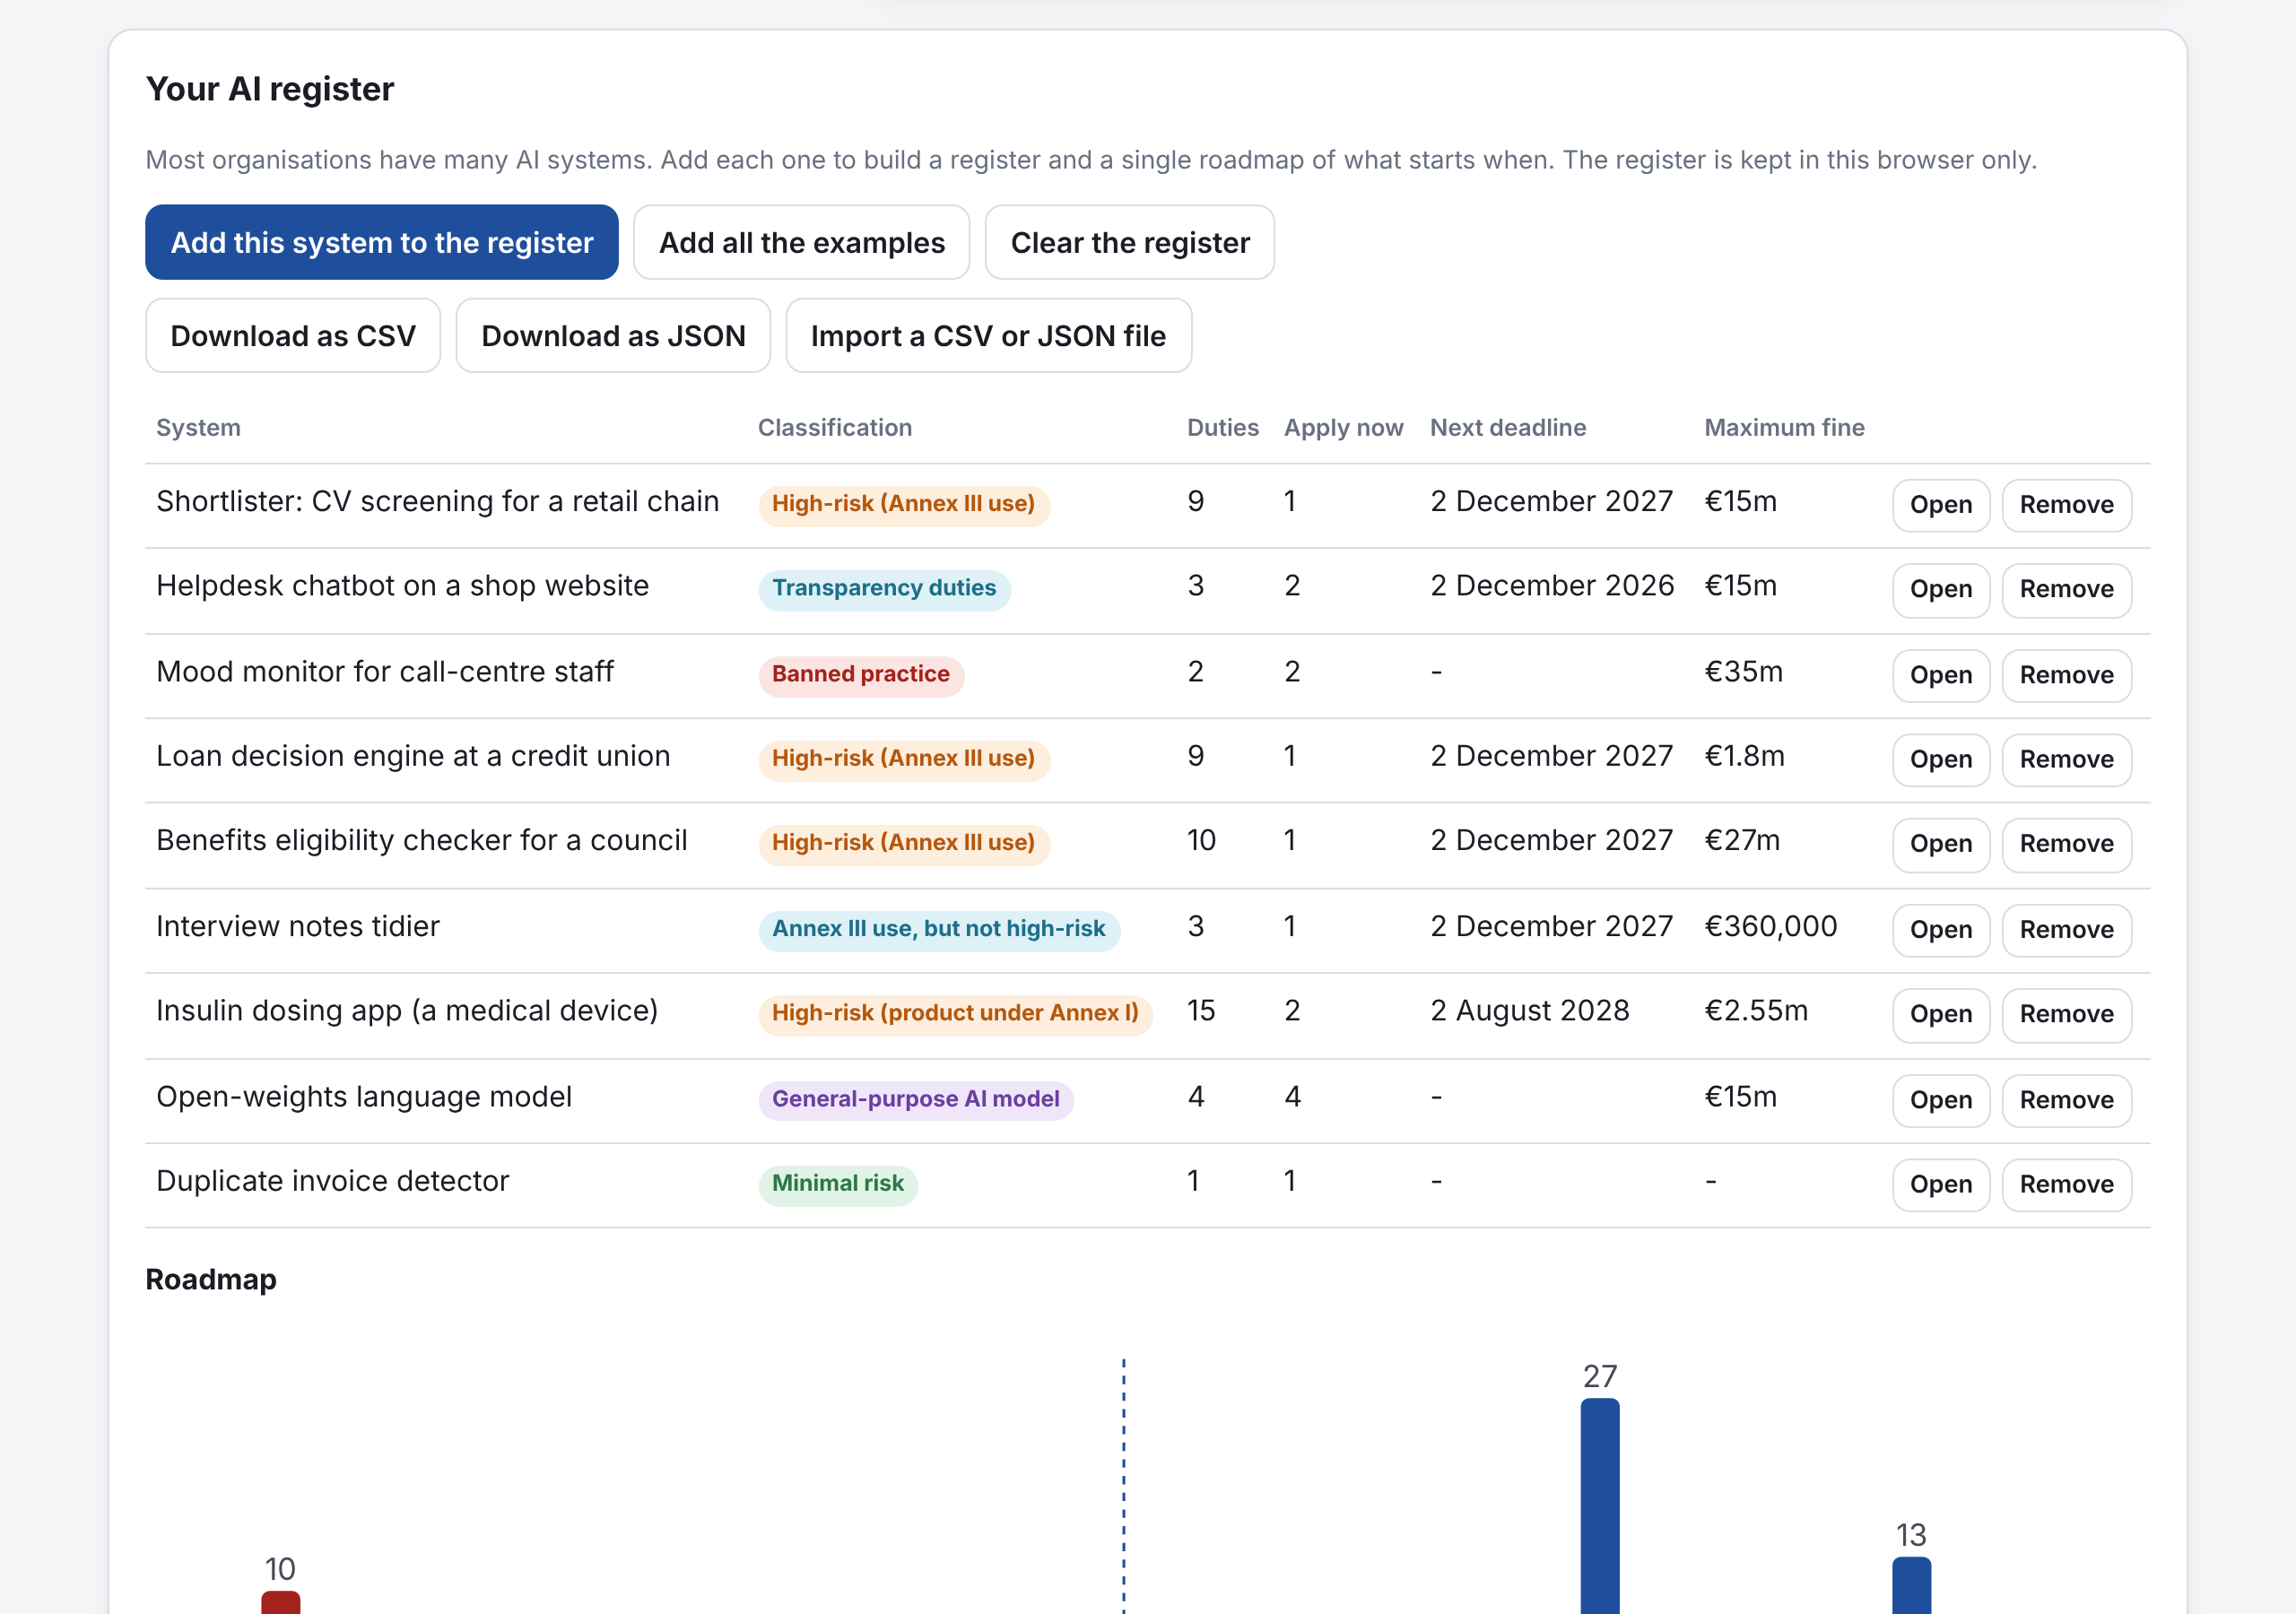 Your AI register
Most organisations have many AI systems. Add each one to build a register and a single roadmap of what starts when. The register is kept in this browser only.
Add this system to the register Add all the examples Clear the register
Download as CSV Download as JSON Import a CSV or JSON file
System Classification Duties Apply now Next deadline Maximum fine
Shortlister: CV screening for a retail chain High-risk (Annex III use) 9 1 2 December 2027 €15m Open Remove
Helpdesk chatbot on a shop website Transparency duties 3 2 2 December 2026 €15m Open Remove
Mood monitor for call-centre staff Banned practice 2 2 - €35m Open Remove
Loan decision engine at a credit union High-risk (Annex III use) 9 1 2 December 2027 €1.8m Open Remove
Benefits eligibility checker for a council High-risk (Annex III use) 10 1 2 December 2027 €27m Open Remove
Interview notes tidier Annex III use, but not high-risk 3 1 2 December 2027 €360,000 Open Remove
Insulin dosing app (a medical device) High-risk (product under Annex I) 15 2 2 August 2028 €2.55m Open Remove
Open-weights language model General-purpose AI model 4 4 - €15m Open Remove
Duplicate invoice detector Minimal risk 1 1 - - Open Remove
Roadmap
27
13
10